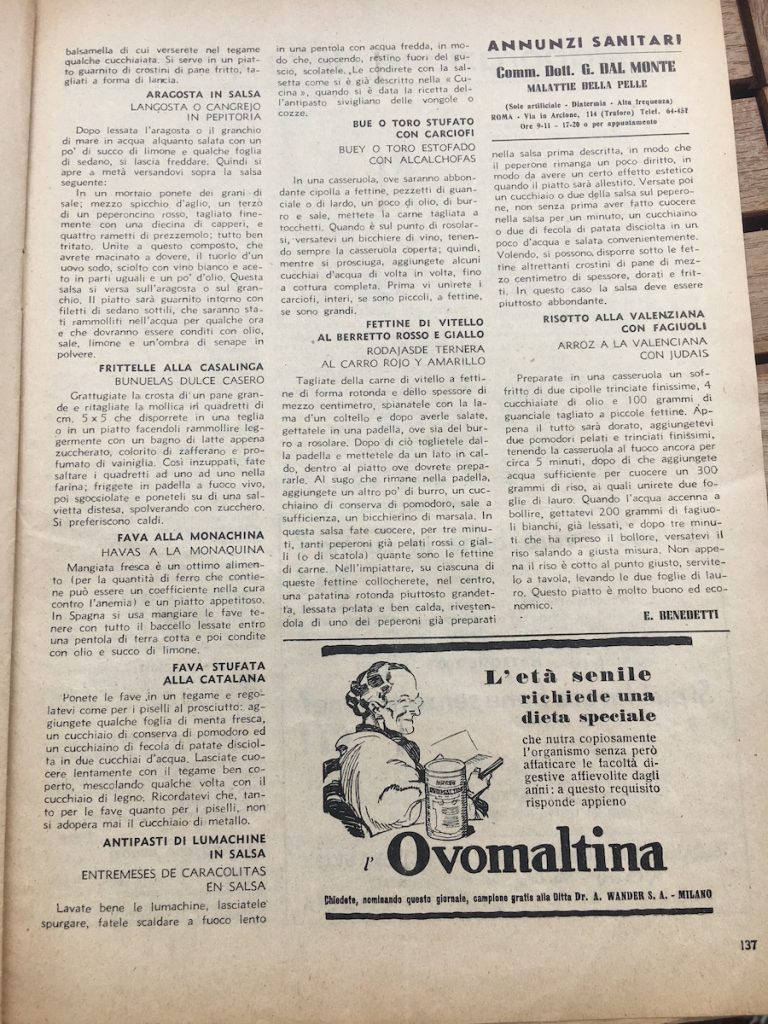 balsamella di cui verserete nel tegame
qualche cucchiaiata. Si serve in un piat-
to guarnito di crostini di pane fritto, ta-
gliati a forma di lancia.
ARAGOSTA IN SALSA
LANGOSTA O CANGREJO
IN PEPITORIA
Dopo lessata l'aragosta o il granchio
di mare in acqua alquanto salata con un
po' di succo di limone e qualche foglia
di sedano, si lascia freddare. Quindi si
apre a metà versandovi sopra la salsa
seguente:
In un mortaio ponete dei grani di
sale; mezzo spicchio d'aglio, un terzo
di un peperoncino rosso, tagliato fine-
mente con una diecina di capperi, e
quattro rametti di prezzemolo; tutto ben
tritato. Unite a questo composto, che
avrete macinato a dovere, il tuorlo d'un
uovo sodo, sciolto con vino bianco e ace-
to in parti uguali e un po' d'olio. Questa
salsa si versa sull'aragosta o sul gran-
chio. Il piatto sarà guarnito intorno con
filetti di sedano sottili, che saranno sta-
ti rammolliti nell'acqua per qualche ora
e che dovranno essere conditi con olio,
sale, limone e un'ombra di senape in
polvere.
FRITTELLE ALLA CASALINGA
BUNUELAS DULCE CASERO
Grattugiate la crosta di un pane gran-
de e ritagliate la mollica in quadretti di
cm. 5 x 5 che disporrete in una teglia
o in un piatto facendoli rammollire leg-
germente con un bagno di latte appena
zuccherato, colorito di zafferano e pro-
fumato di vainiglia. Così inzuppati, fate
saltare i quadretti ad uno ad uno nella
farina; friggete in padella a fuoco vivo,
poi sgocciolate e poneteli su di una sal-
vietta distesa, spolverando con zucchero.
Si preferiscono caldi.
FAVA ALLA MONACHINA
HAVAS A LA MONAQUINA
Mangiata fresca è un ottimo alimen-
to (per la quantità di ferro che contie-
ne può essere un coefficiente nella cura
contro l'anemia) e un piatto appetitoso.
In Spagna si usa mangiare le fave te-
nere con tutto il baccello lessate entro
una pentola di terra cotta e poi condite
con olio e succo di limone.
FAVA STUFATA
ALLA CATALANA
Ponete le fave in un tegame e rego-
latevi come per i piselli al prosciutto: ag-
giungete qualche foglia di menta fresca,
un cucchiaio di conserva di pomodoro ed
un cucchiaino di fecola di patate disciol-
ta in due cucchiai d'acqua. Lasciate cuo-
cere lentamente con il tegame ben co-
perto, mescolando qualche volta con il
cucchiaio di legno. Ricordatevi che, tan-
to per le fave quanto per i piselli, non
si adopera mai il cucchiaio di metallo.
ANTIPASTI DI LUMACHINE
IN SALSA
ENTREMESES DE CARACOLITAS
EN SALSA
Lavate bene le lumachine, lasciatele
spurgare, fatele scaldare a fuoco lento
in una pentola con acqua fredda, in mo-
do che, cuocendo, restino fuori del gu-
scio, scolatele. Le condirete con la sal-
setta come si è già descritto nella « Cu-
cina », quando si è data la ricetta del-
l'antipasto sivigliano delle vongole o
cozze.
BUE O TORO STUFATO
CON CARCIOFI
BUEY O TORO ESTOFADO
CON ALCALCHOFAS
In una casseruola, ove saranno abbon-
dante cipolla a fettine, pezzetti di guan-
ciale o di lardo, un poco di olio, di bur-
ro e sale, mettete la carne tagliata a
tocchetti. Quando è sul punto di rosolar-
si, versatevi un bicchiere di vino, tenen-
do sempre la casseruola coperta; quindi,
mentre si prosciuga, aggiungete alcuni
cucchiai d'acqua di volta in volta, fino
a cottura completa. Prima vi unirete i
carciofi, interi, se sono piccoli, a fettine,
se sono grandi.
FETTINE DI VITELLO
AL BERRETTO ROSSO E GIALLO
RODAJASDE TERNERA
AL CARRO ROJO Y AMARILLO
Tagliate della carne di vitello a fetti-
ne di forma rotonda e dello spessore di
mezzo centimetro, spianatele con la la-
ma d'un coltello e dopo averle salate,
gettatele in una padella, ove sia del bur-
ro a rosolare. Dopo di ciò toglietele dal-
la padella e mettetele da un lato in cal-
do, dentro al piatto ove dovrete prepa-
rarle. Al sugo che rimane nella padella,
aggiungete un altro po' di burro, un cuc-
chiaino di conserva di pomodoro, sale a
sufficienza, un bicchierino di marsala. In
questa salsa fate cuocere, per tre minu-
ti, tanti peperoni già pelati rossi o gial-
li (o di scatola) quante sono le fettine
di carne. Nell'impiattare, su ciascuna di
queste fettine collocherete, nel centro,
una patatina rotonda piuttosto grandet-
ta, lessata pelata e ben calda, rivesten-
dola di uno dei peperoni già preparati
ANNUNZI SANITARI
Comm. Dott. G. DAL MONTE
MALATTIE DELLA PELLE
(Sole artificiale - Diatermia - Alta frequenza)
ROMA - Via in Arcione, 114 (Traforo) Telef. 64-451
Ore 9-11 - 17-20 o per appuntamento
nella salsa prima descritta, in modo che
il peperone rimanga un poco diritto, in
modo da avere un certo effetto estetico
quando il piatto sarà allestito. Versate poi
un cucchiaio o due della salsa sul pepero-
ne, non senza prima aver fatto cuocere
nella salsa per un minuto, un cucchiaino
o due di fecola di patata disciolta in un
poco d'acqua e salata convenientemente.
Volendo, si possono disporre sotto le fet-
tine altrettanti crostini di pane di mez-
zo centimetro di spessore, dorati e frit-
ti. In questo caso la salsa deve essere
piuttosto abbondante.
RISOTTO ALLA VALENZIANA
CON FAGIUOLI
ARROZ A LA VALENCIANA
CON JUDAIS
Preparate in una casseruola un sof-
fritto di due cipolle trinciate finissime, 4
cucchiaiate di olio e 100 grammi di
guanciale tagliato a piccole fettine. Ap-
pena il tutto sarà dorato, aggiungetevi
due pomodori pelati e trinciati finissimi,
tenendo la casseruola al fuoco ancora per
circa 5 minuti, dopo di che aggiungete
acqua sufficiente per cuocere un 300
grammi di riso, ai quali unirete due fo-
glie di lauro. Quando l'acqua accenna a
bollire, gettatevi 200 grammi di fagiuo-
li bianchi, già lessati, e dopo tre minu-
ti che ha ripreso il bollore, versatevi il
riso salando a giusta misura. Non appe-
na il riso è cotto al punto giusto, servite-
lo a tavola, levando le due foglie di lau-
ro. Questo piatto è molto buono ed eco-
nomico.
E. BENEDETTI
L'età senile
richiede una
dieta speciale
che nutra copiosamente
l'organismo senza però
affaticare le facoltà di-
gestive affievolite dagli
anni: a questo requisito
risponde appieno
OVOMALTINA
l' Ovomaltina
Chiedete, nominando questo giornale, campione gratis alla Ditta Dr. A. WANDER S. A. - MILANO
137